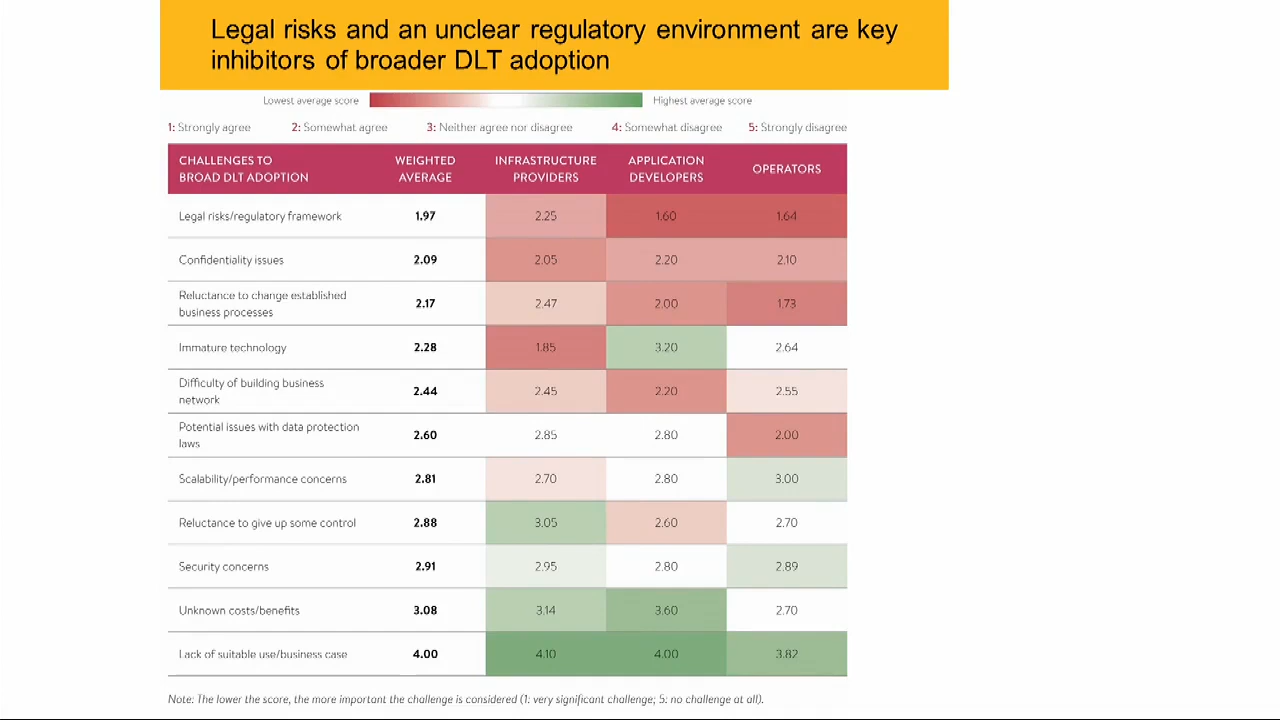 Legal risks and an unclear regulatory environment are key
inhibitors of broader DLT adoption
Lowest average score Highest average score
1: Strongly agree 2: Somewhat agree 3: Neither agree nor disagree 4: Somewhat disagree 5: Strongly disagree
CHALLENGES TO
BROAD DLT ADOPTION
WEIGHTED
AVERAGE
INFRASTRUCTURE
PROVIDERS
APPLICATION
DEVELOPERS
OPERATORS
Legal risks/regulatory framework 1.97 2.25 1.60 1.64
Confidentiality issues 2.09 2.05 2.20 2.10
Reluctance to change established
business processes
2.17 2.47 2.00 1.73
Immature technology 2.28 1.85 3.20 2.64
Difficulty of building business
network
2.44 2.45 2.20 2.55
Potential issues with data protection
laws
2.60 2.85 2.80 2.00
Scalability/performance concerns 2.81 2.70 2.80 3.00
Reluctance to give up some control 2.88 3.05 2.60 2.70
Security concerns 2.91 2.95 2.80 2.89
Unknown costs/benefits 3.08 3.14 3.60 2.70
Lack of suitable use/business case 4.00 4.10 4.00 3.82
Note: The lower the score, the more important the challenge is considered (1: very significant challenge; 5: no challenge at all).